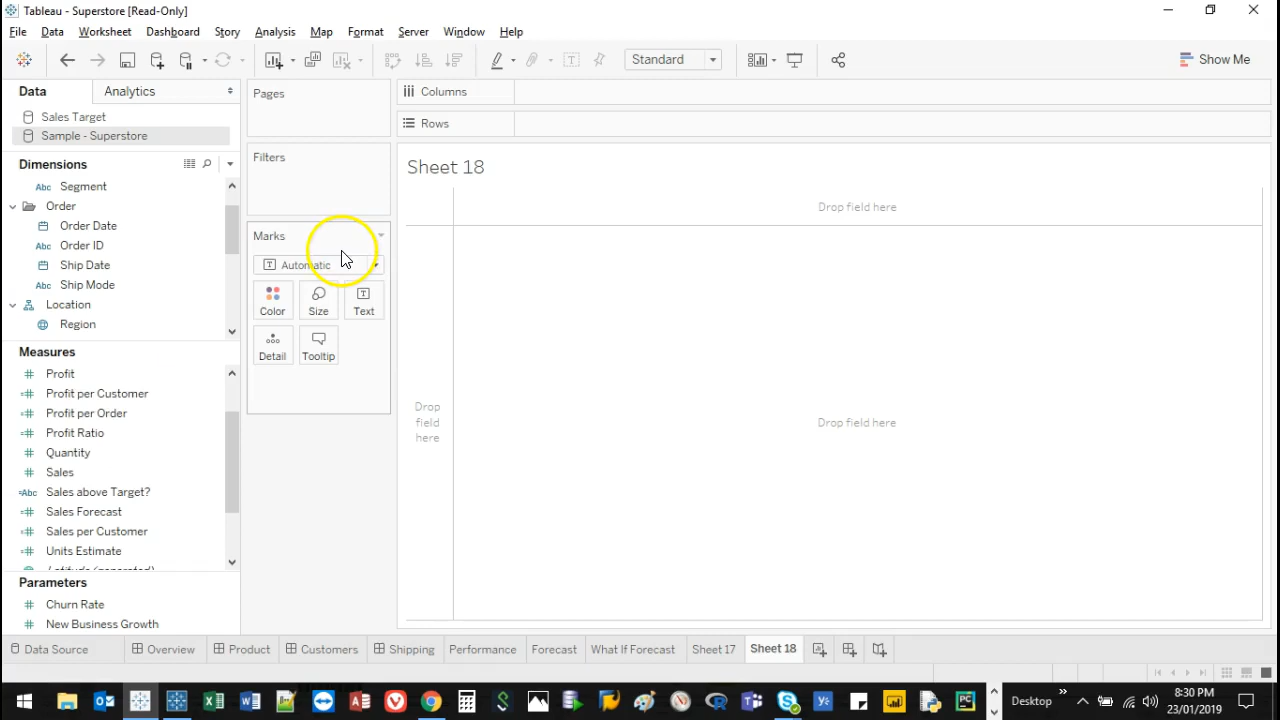 Tableau - Superstore [Read-Only]
File Data Worksheet Dashboard Story Analysis Map Format Server Window Help
Standard
Show Me
Data
Analytics
Sales Target
Sample - Superstore
Dimensions
Abc Segment
Order
Order Date
Abc Order ID
Ship Date
Abc Ship Mode
Location
Region
Measures
Profit
Profit per Customer
Profit per Order
Profit Ratio
Quantity
Sales
=Abc Sales above Target?
Sales Forecast
Sales per Customer
Units Estimate
Parameters
Churn Rate
New Business Growth
Pages
Filters
Marks
Automatic
Color Size Text
Detail Tooltip
Columns
Rows
Sheet 18
Drop field here
Drop
field
here
Drop field here
Data Source Overview Product Customers Shipping Performance Forecast What If Forecast Sheet 17 Sheet 18
Desktop
8:30 PM
23/01/2019